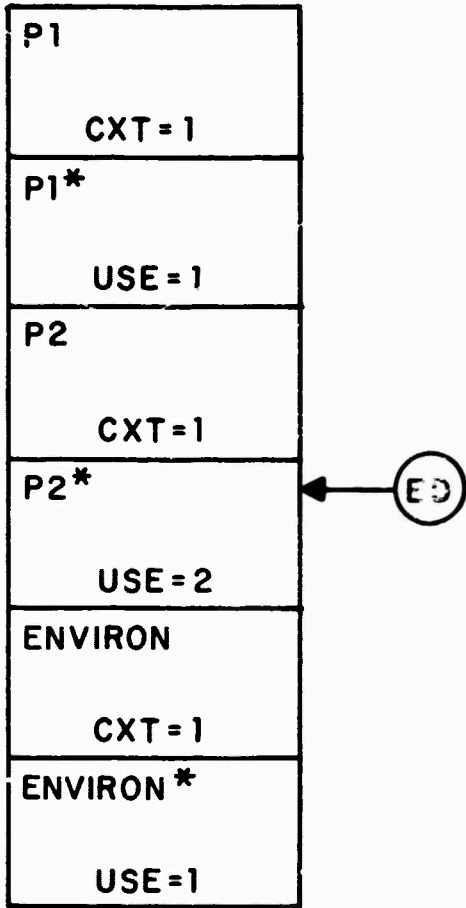 P1
CXT = 1
P1*
USE = 1
P2
CXT = 1
P2*
USE = 2
ENVIRON
CXT = 1
ENVIRON*
USE = 1